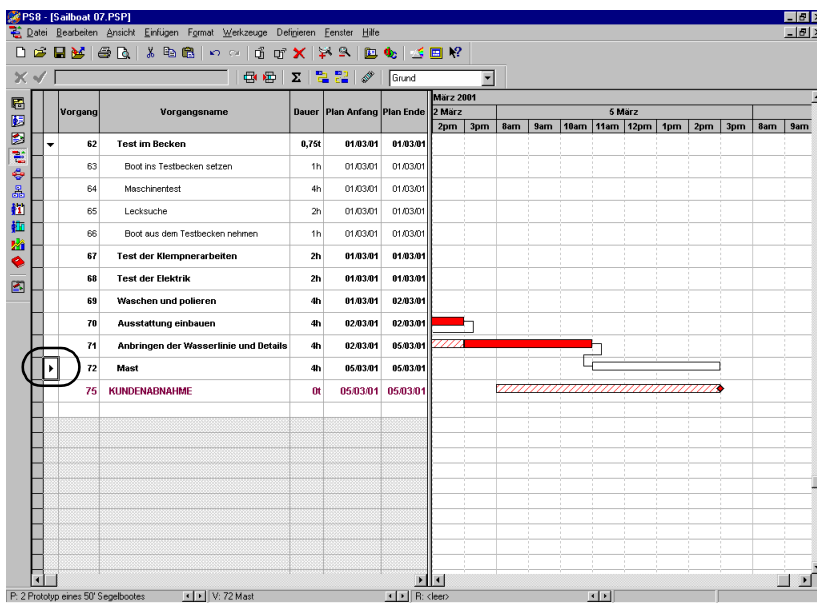 PS8 - [Sailboat 07.PSP]
Datei Bearbeiten Ansicht Einfügen Format Werkzeuge Definieren Fenster Hilfe
Grund
Vorgang Vorgangsname Dauer Plan Anfang Plan Ende
März 2001
2 März 5 März
2pm 3pm 8am 9am 10am 11am 12pm 1pm 2pm 3pm 8am 9am
62 Test im Becken 0,75t 01/03/01 01/03/01
63 Boot ins Testbecken setzen 1h 01/03/01 01/03/01
64 Maschinentest 4h 01/03/01 01/03/01
65 Lecksuche 2h 01/03/01 01/03/01
66 Boot aus dem Testbecken nehmen 1h 01/03/01 01/03/01
67 Test der Klempnerarbeiten 2h 01/03/01 01/03/01
68 Test der Elektrik 2h 01/03/01 01/03/01
69 Waschen und polieren 4h 01/03/01 02/03/01
70 Ausstattung einbauen 4h 02/03/01 02/03/01
71 Anbringen der Wasserlinie und Details 4h 02/03/01 05/03/01
72 Mast 4h 05/03/01 05/03/01
75 KUNDENABNAHME 0t 05/03/01 05/03/01
P: 2 Prototyp eines 50' Segelbootes V: 72 Mast R: <leer>